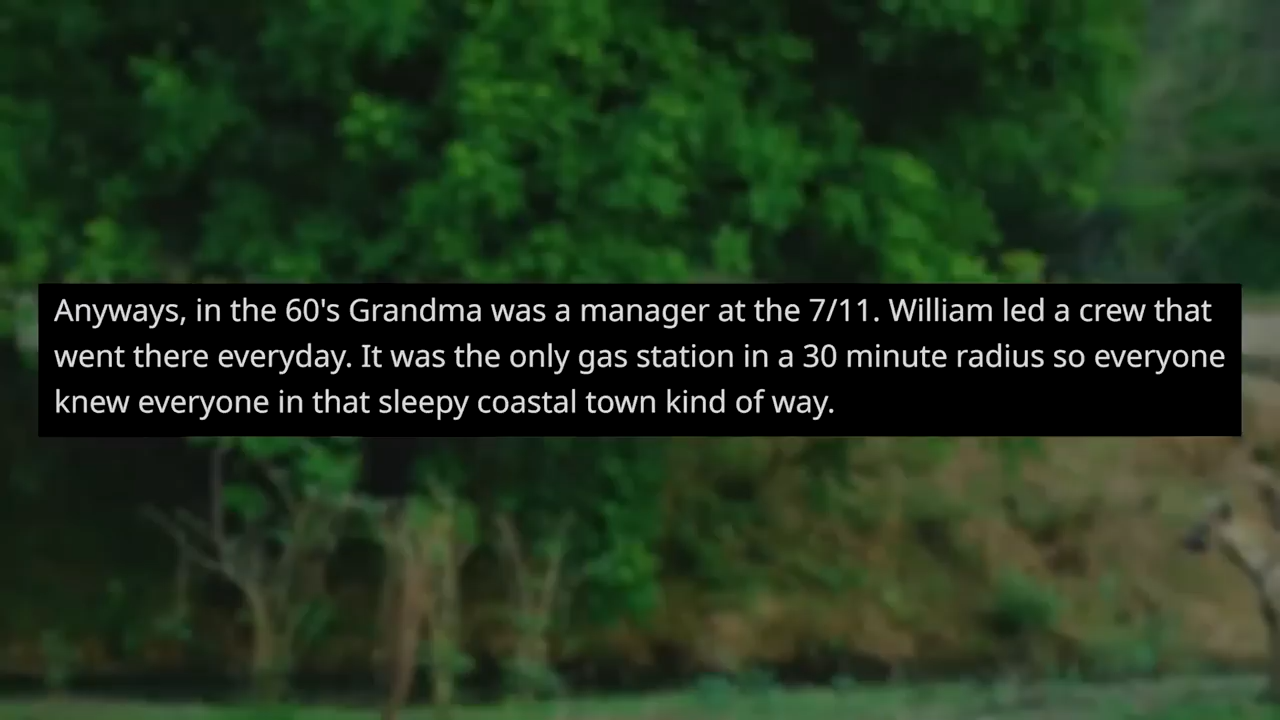 Anyways, in the 60's Grandma was a manager at the 7/11. William led a crew that
went there everyday. It was the only gas station in a 30 minute radius so everyone
knew everyone in that sleepy coastal town kind of way.